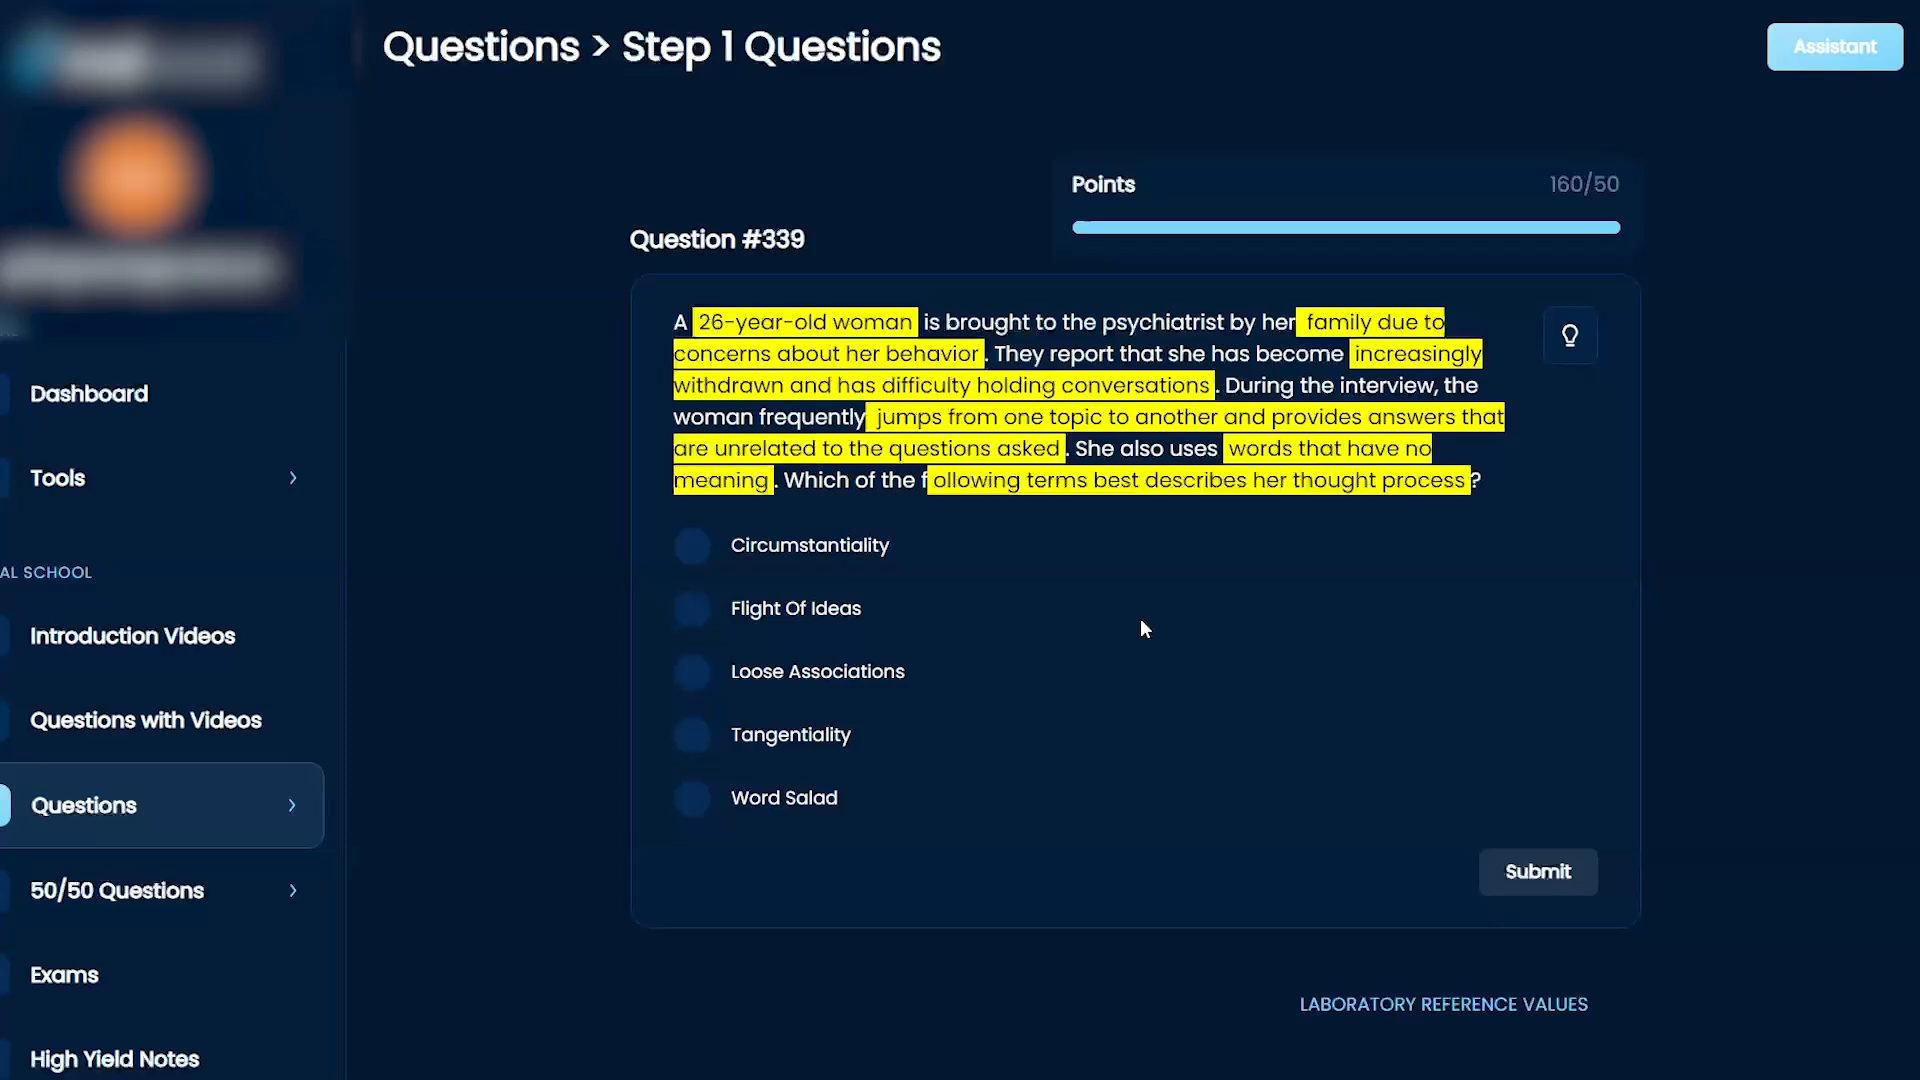 Questions > Step 1 Questions
Assistant
Points
160/50
Question #339
A 26-year-old woman is brought to the psychiatrist by her family due to
concerns about her behavior. They report that she has become increasingly
withdrawn and has difficulty holding conversations. During the interview, the
woman frequently jumps from one topic to another and provides answers that
are unrelated to the questions asked. She also uses words that have no
meaning. Which of the following terms best describes her thought process?
Circumstantiality
Flight Of Ideas
Loose Associations
Tangentiality
Word Salad
Submit
LABORATORY REFERENCE VALUES
Dashboard
Tools
AL SCHOOL
Introduction Videos
Questions with Videos
Questions
50/50 Questions
Exams
High Yield Notes